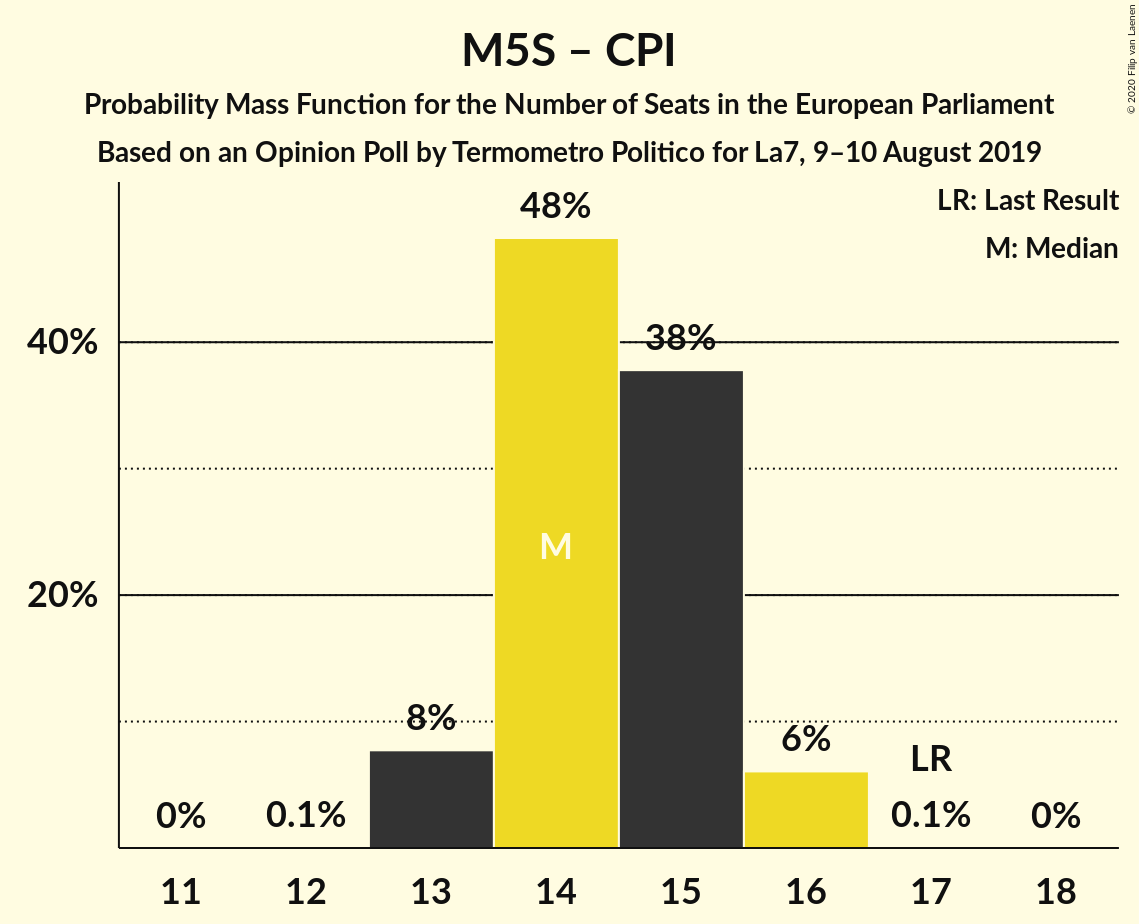 M5S – CPI
Probability Mass Function for the Number of Seats in the European Parliament
Based on an Opinion Poll by Termometro Politico for La7, 9–10 August 2019
© 2020 Filip van Laenen
LR: Last Result
M: Median
48%
40%
38%
M
20%
8%
6%
LR
0%
0.1%
0.1%
0%
11 12 13 14 15 16 17 18